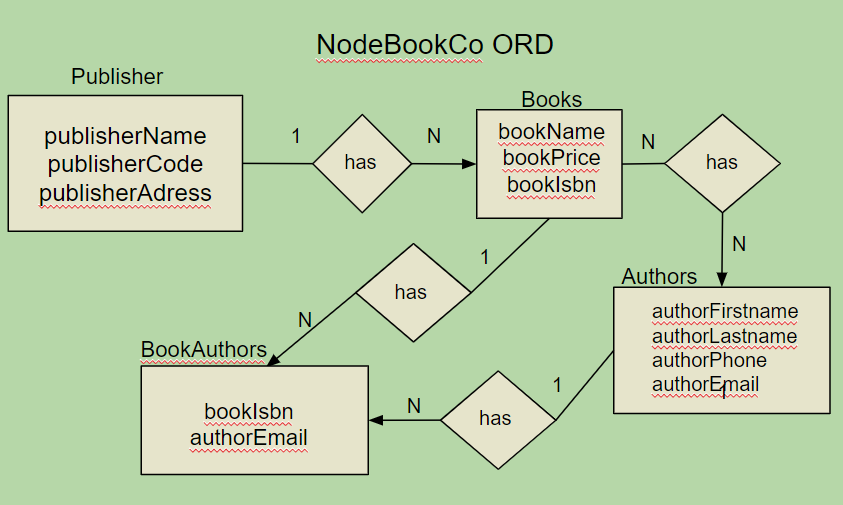 NodeBookCo ORD
Publisher
publisherName
publisherCode
publisherAdress
1
has
N
Books
bookName
bookPrice
bookIsbn
N
has
N
Authors
authorFirstname
authorLastname
authorPhone
authorEmail
1
1
has
N
BookAuthors
bookIsbn
authorEmail
N
has
1